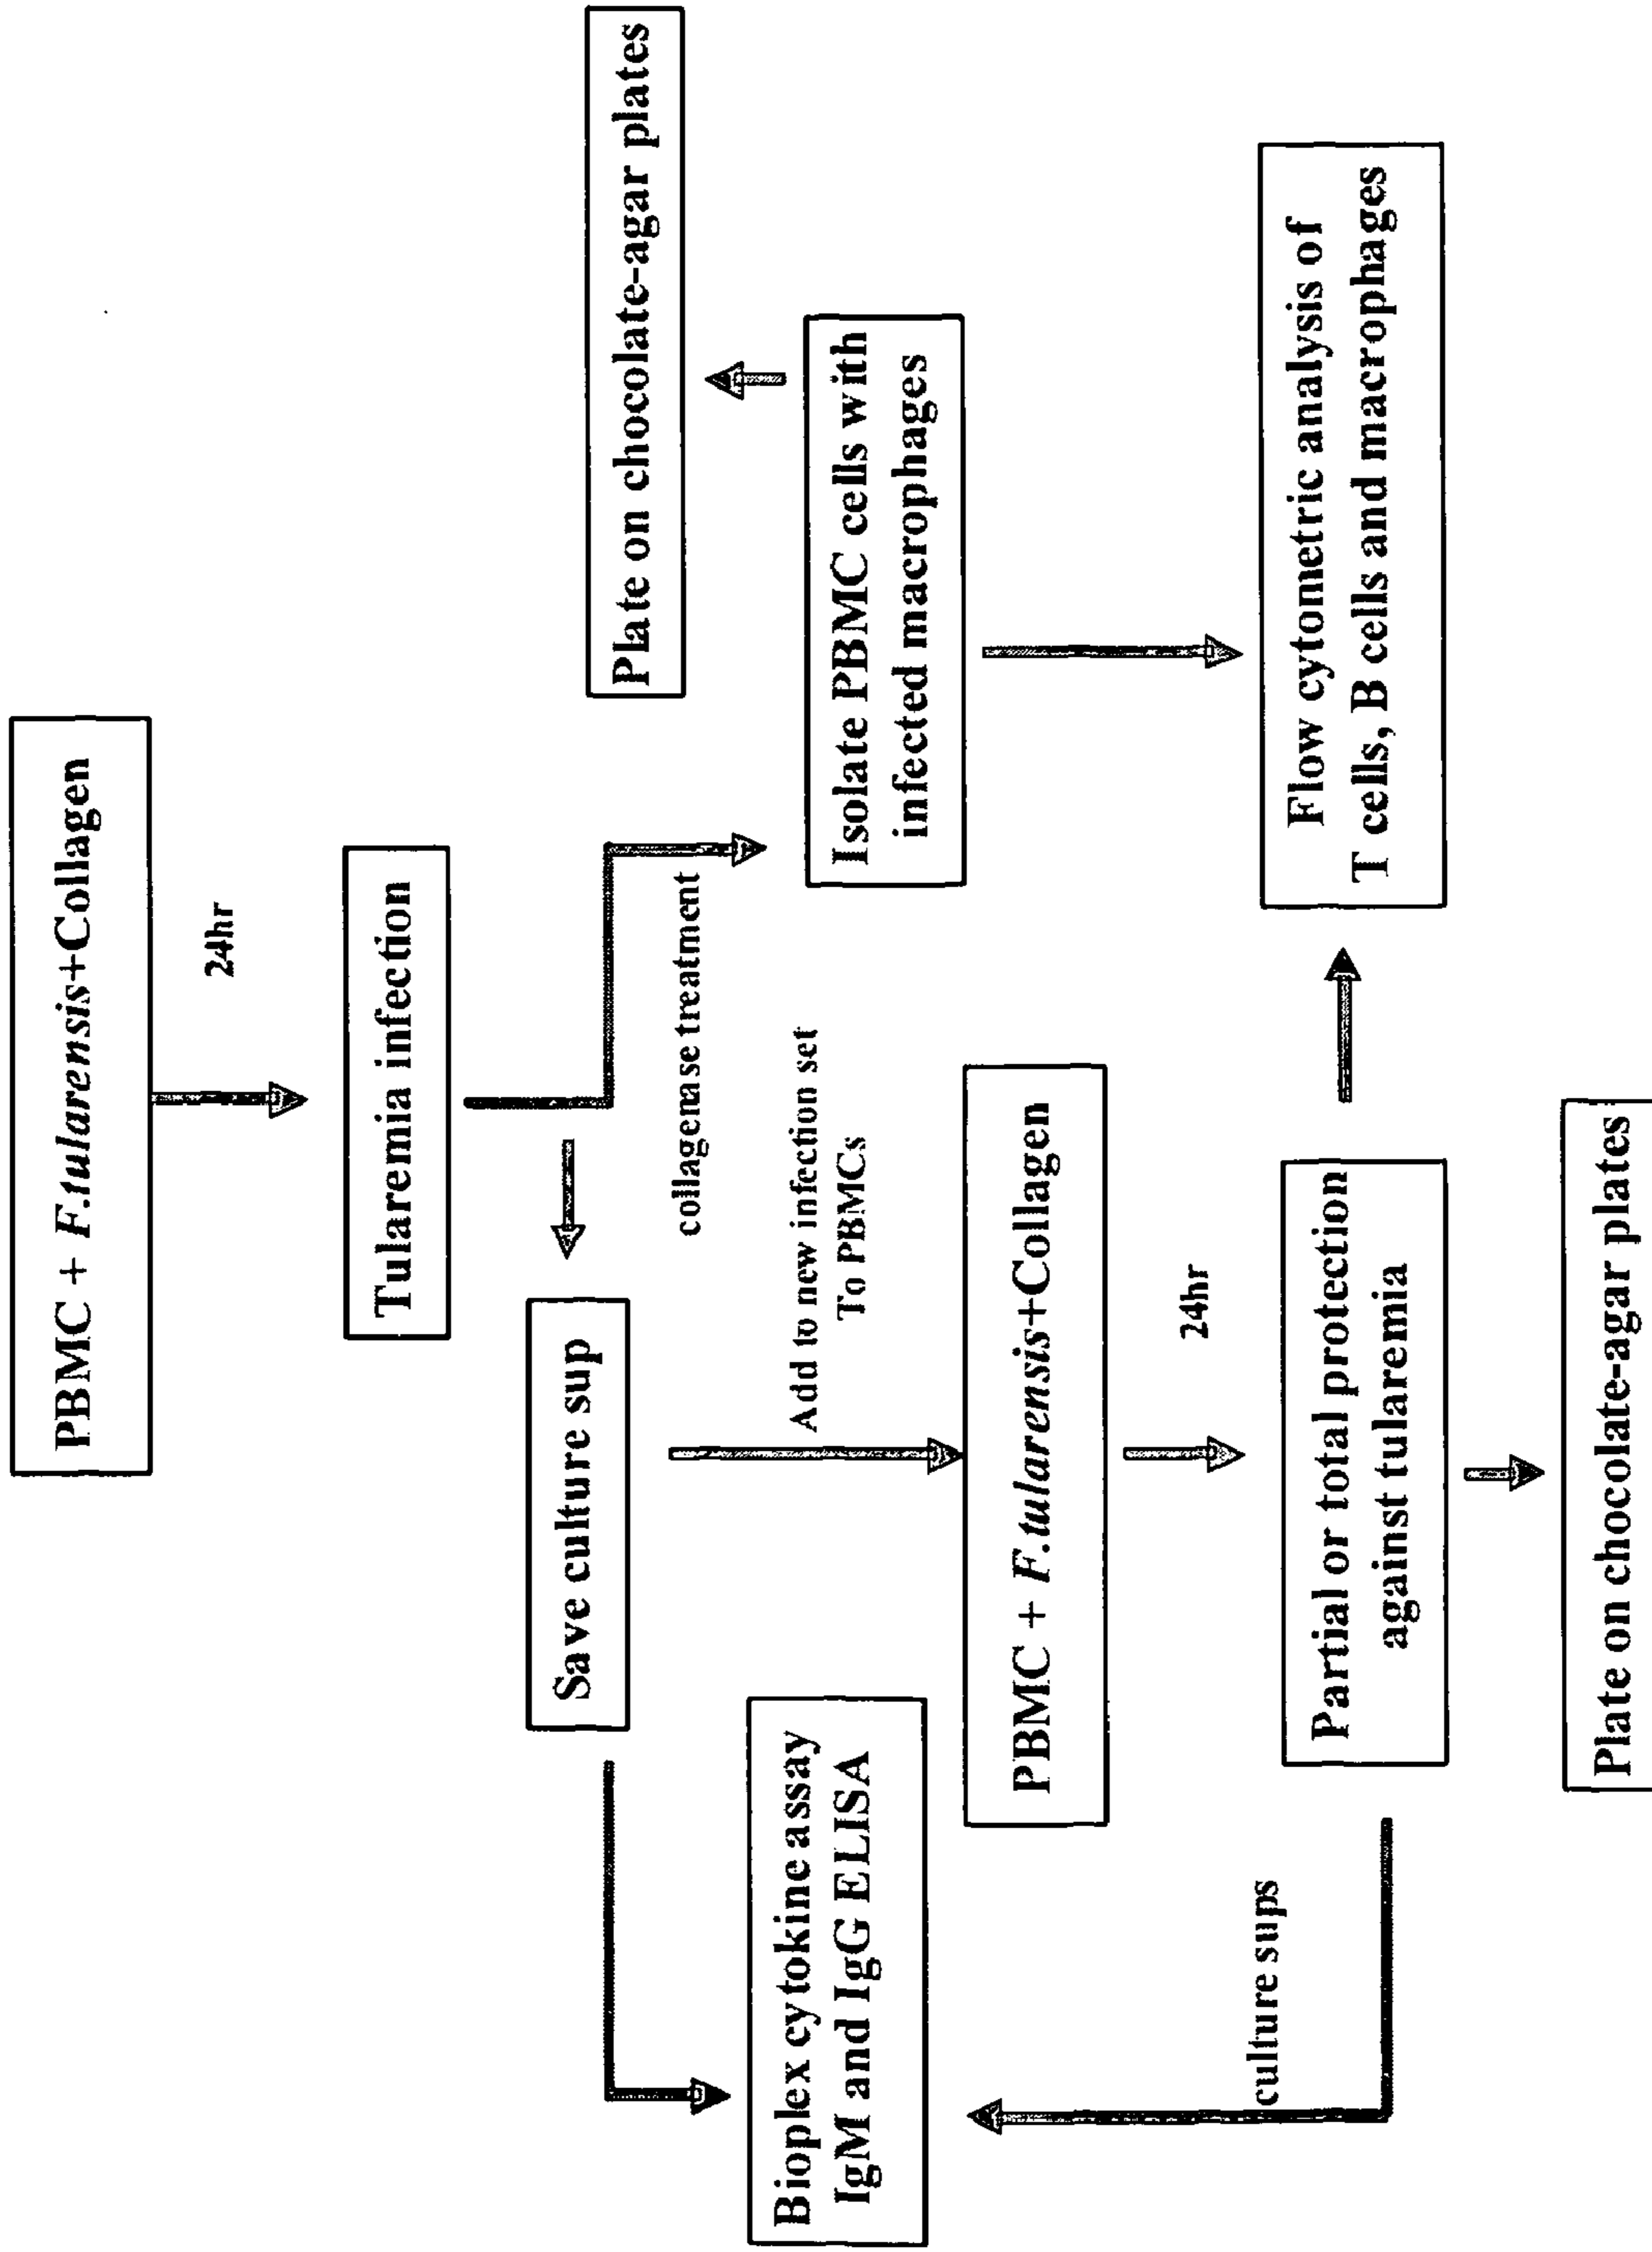 PBMC + F.tularensis+Collagen
24hr
Tularemia infection
Save culture sup
collagenase treatment
Plate on chocolate-agar plates
Isolate PBMC cells with
infected macrophages
Add to new infection set
To PBMCs
Bioplex cytokine assay
IgM and IgG ELISA
PBMC + F.tularensis+Collagen
24hr
Flow cytometric analysis of
T cells, B cells and macrophages
Partial or total protection
against tularemia
culture sups
Plate on chocolate-agar plates